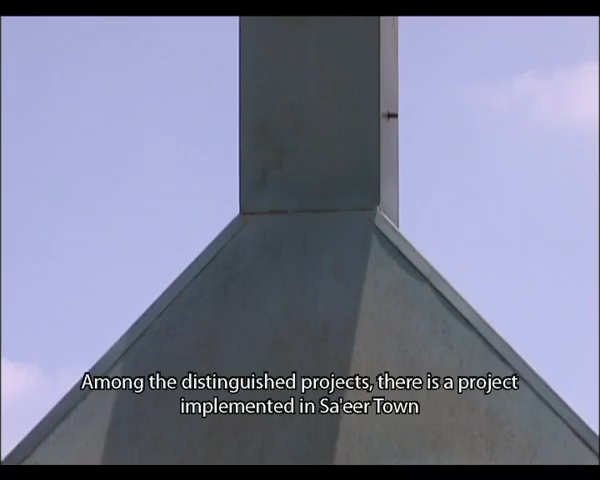 Among the distinguished projects, there is a project
implemented in Sa'eer Town